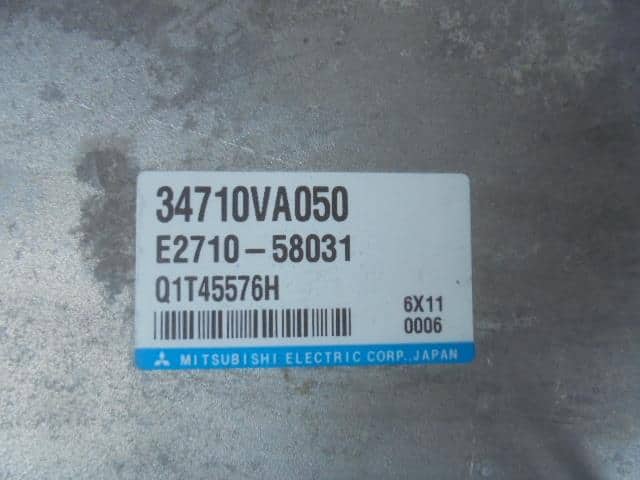 34710VA050
E2710-58031
Q1T45576H
6X11
0006
MITSUBISHI ELECTRIC CORP., JAPAN